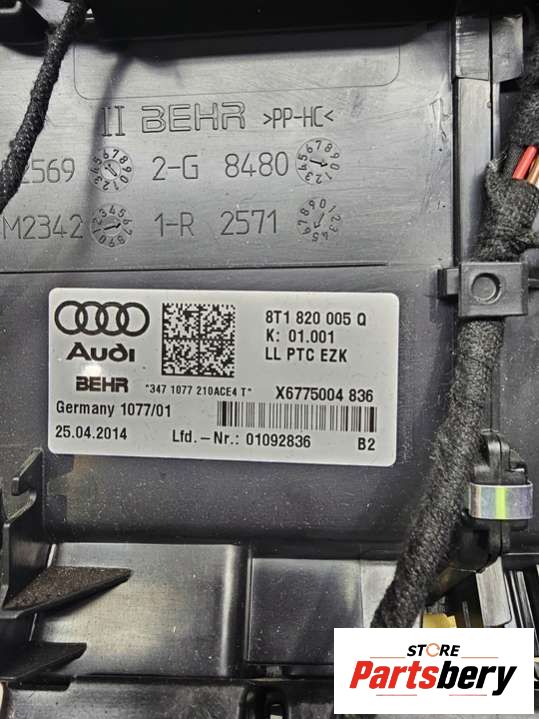 II BEHR >PP-HC<
2569 2-G 8480
M2342 1-R 2571
Audi
8T1 820 005 Q
K: 01.001
LL PTC EZK
BEHR *347 1077 210ACE4 T* X6775004 836
Germany 1077/01
25.04.2014 Lfd.-Nr.: 01092836 B2
STORE
Partsbery